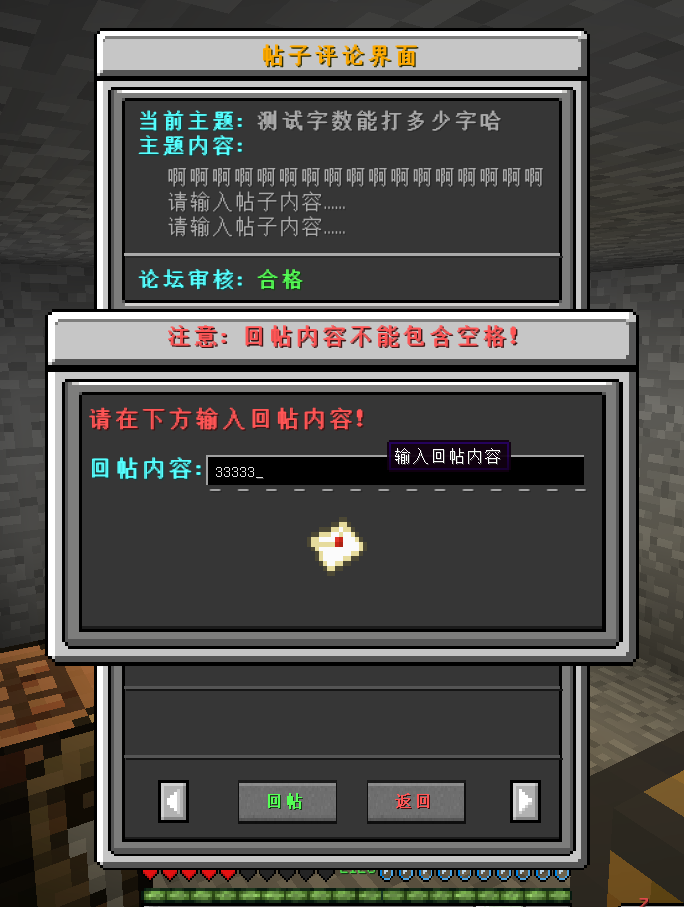 帖子评论界面
当前主题: 测试字数能打多少字哈
主题内容:
啊啊啊啊啊啊啊啊啊啊啊啊啊啊啊啊啊
请输入帖子内容……
请输入帖子内容……
论坛审核: 合格
注意: 回帖内容不能包含空格!
请在下方输入回帖内容!
回帖内容: 33333_
输入回帖内容
回帖
返回